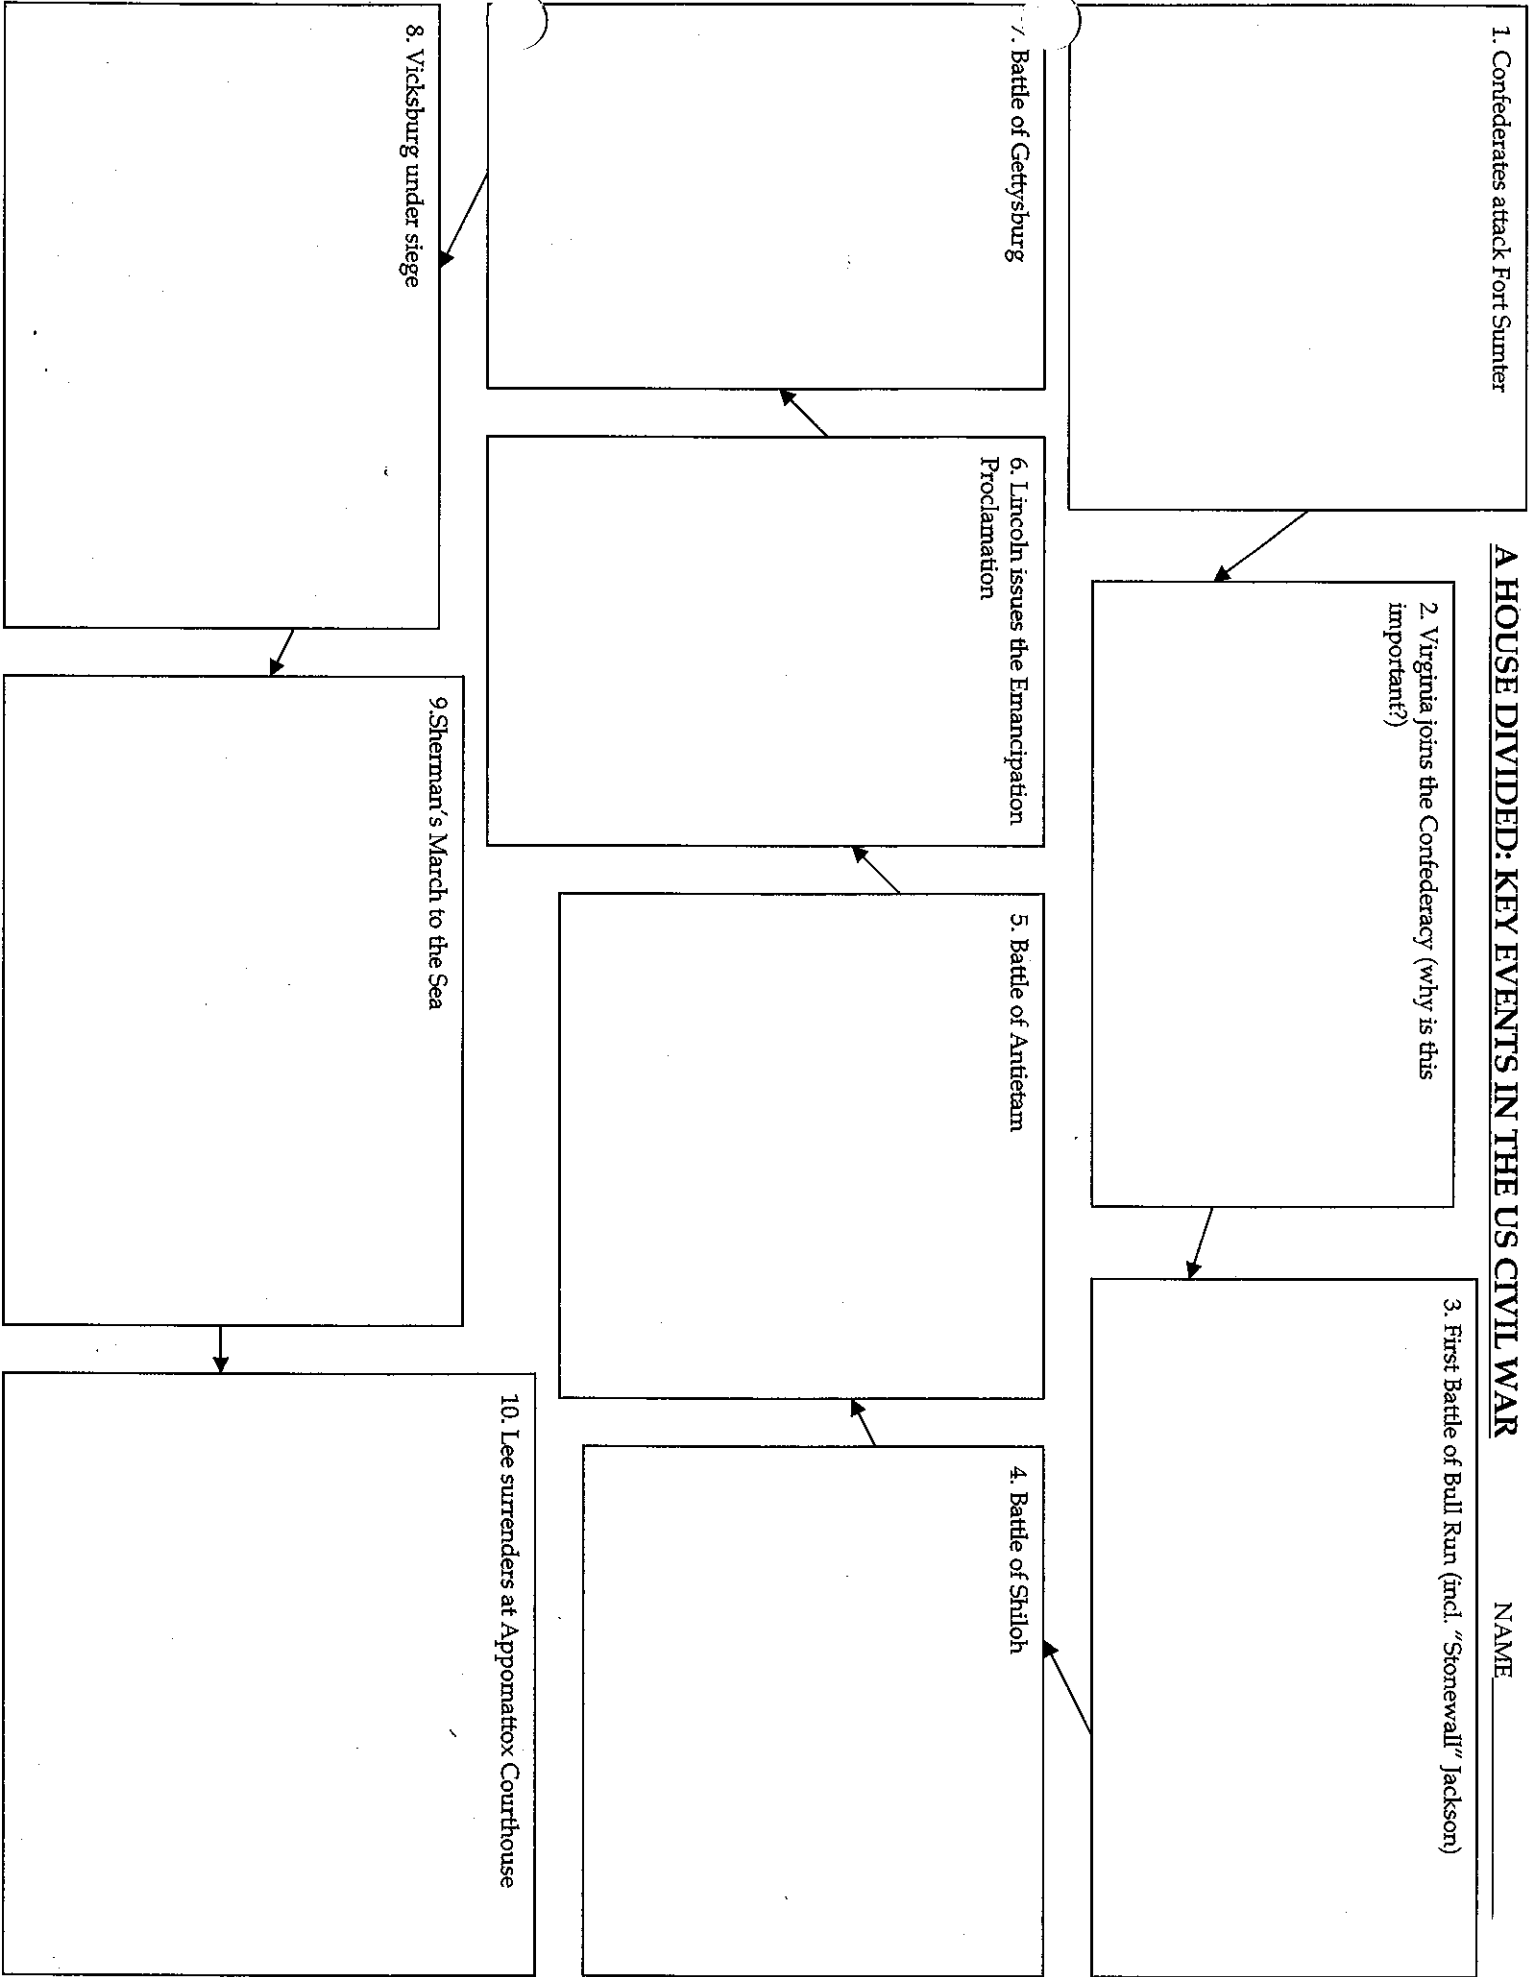 A HOUSE DIVIDED: KEY EVENTS IN THE US CIVIL WAR
NAME
1. Confederates attack Fort Sumter
2. Virginia joins the Confederacy (why is this
important?)
3. First Battle of Bull Run (incl. "Stonewall" Jackson)
4. Battle of Shiloh
5. Battle of Antietam
6. Lincoln issues the Emancipation
Proclamation
7. Battle of Gettysburg
8. Vicksburg under siege
9.Sherman's March to the Sea
10. Lee surrenders at Appomattox Courthouse